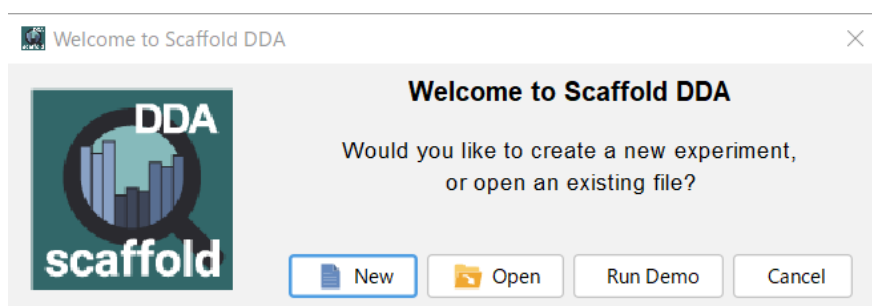 Welcome to Scaffold DDA
Welcome to Scaffold DDA
Would you like to create a new experiment,
or open an existing file?
DDA
scaffold
New
Open
Run Demo
Cancel